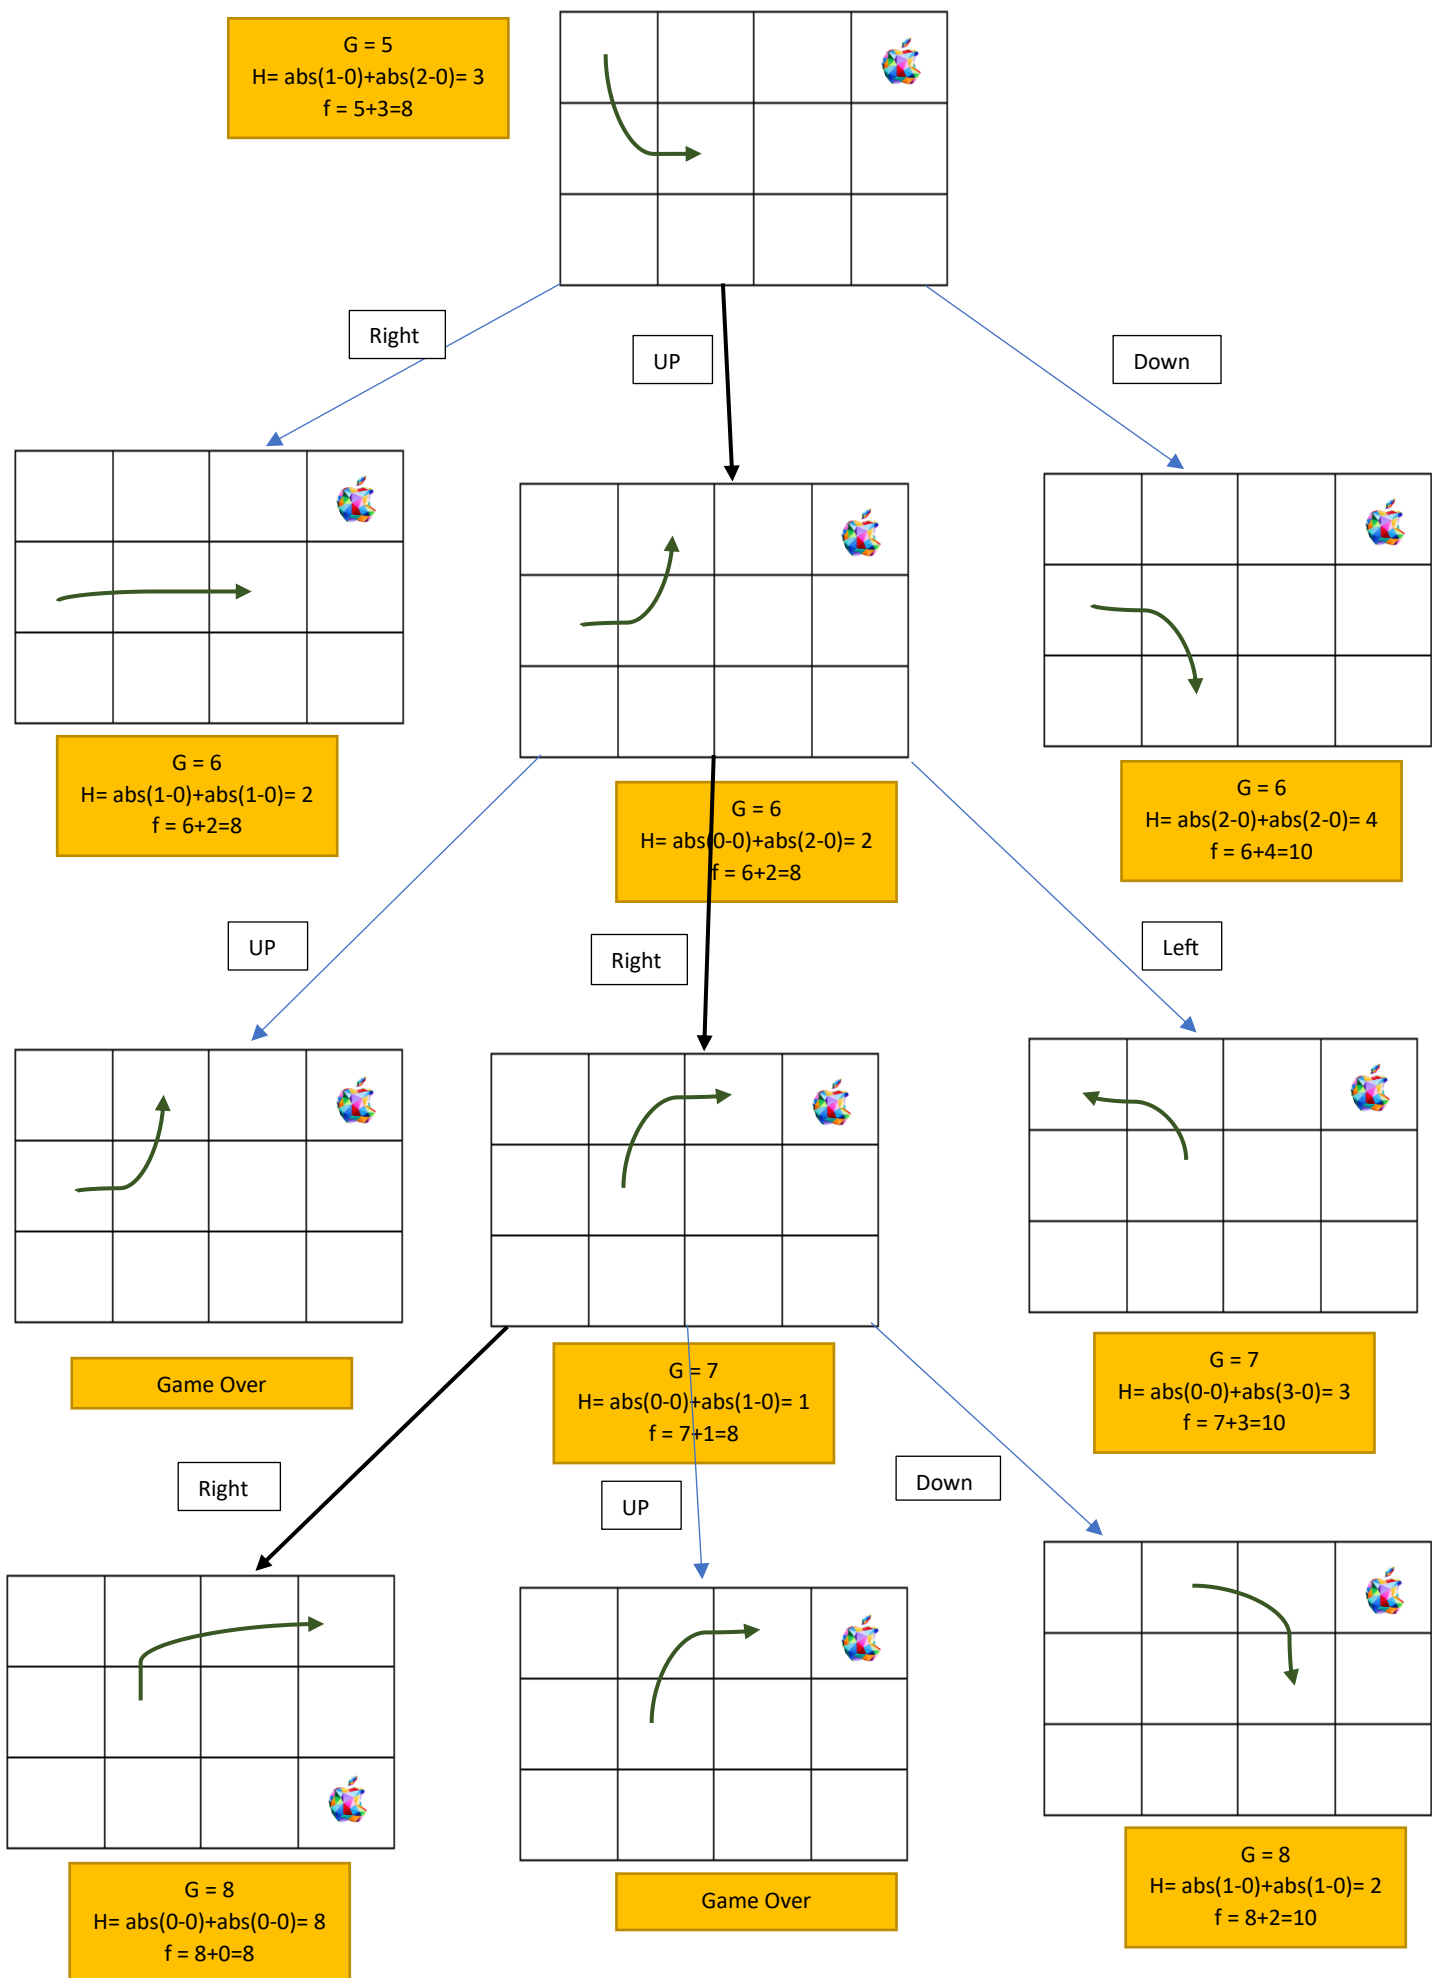 G = 5
H= abs(1-0)+abs(2-0)= 3
f = 5+3=8
Right
UP
Down
G = 6
H= abs(1-0)+abs(1-0)= 2
f = 6+2=8
G = 6
H= abs(0-0)+abs(2-0)= 2
f = 6+2=8
G = 6
H= abs(2-0)+abs(2-0)= 4
f = 6+4=10
UP
Right
Left
Game Over
G = 7
H= abs(0-0)+abs(1-0)= 1
f = 7+1=8
G = 7
H= abs(0-0)+abs(3-0)= 3
f = 7+3=10
Right
UP
Down
G = 8
H= abs(0-0)+abs(0-0)= 8
f = 8+0=8
Game Over
G = 8
H= abs(1-0)+abs(1-0)= 2
f = 8+2=10